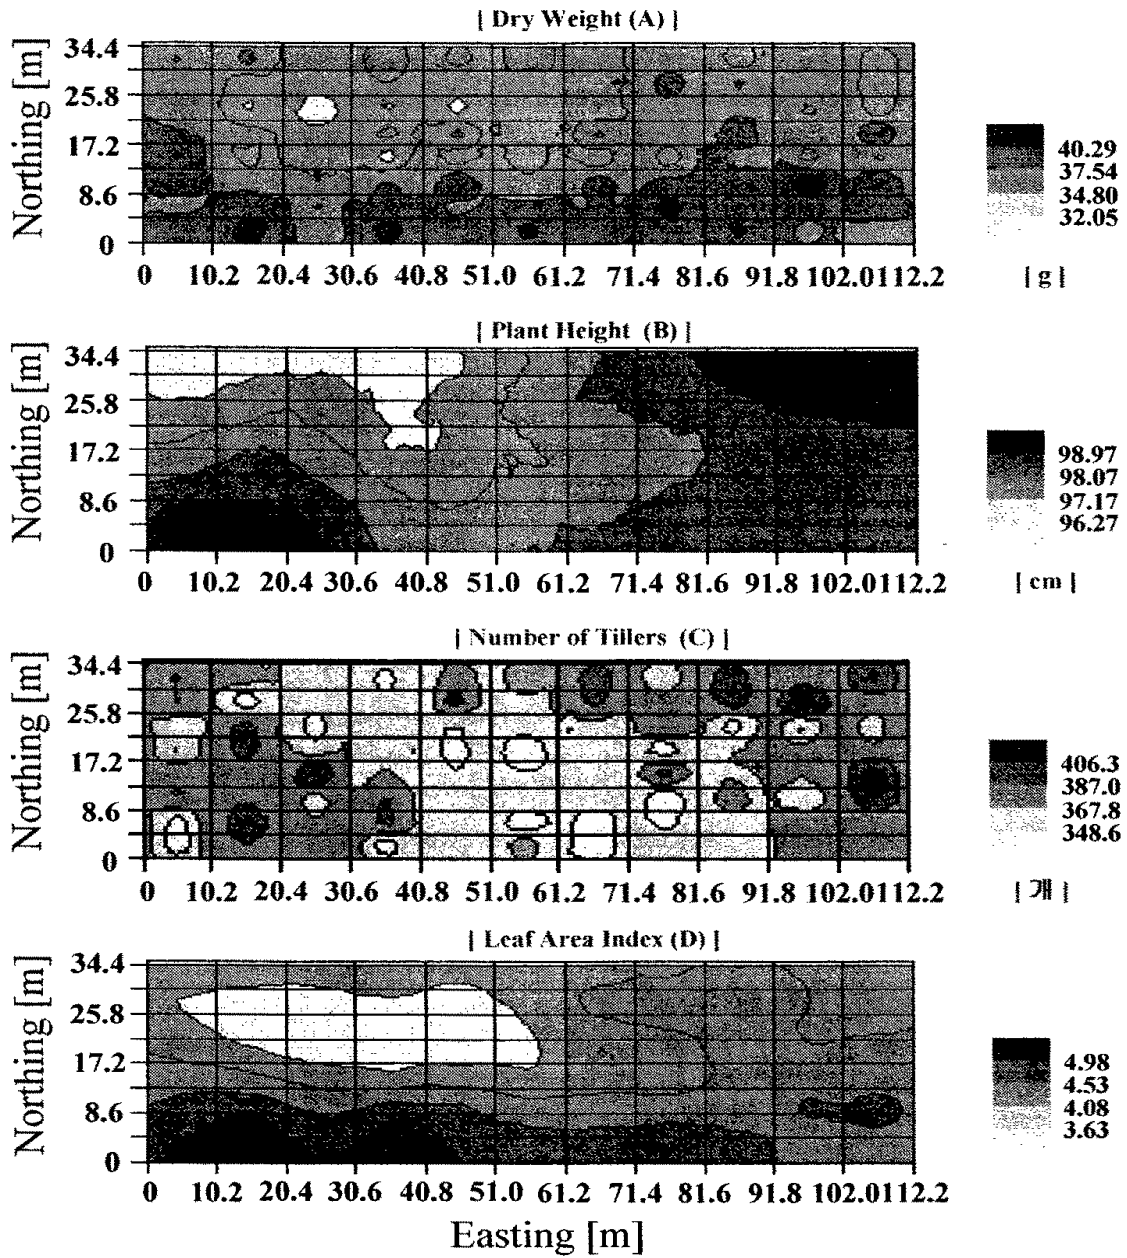 | Dry Weight (A) |
Northing [m]
34.4
25.8
17.2
8.6
0
0 10.2 20.4 30.6 40.8 51.0 61.2 71.4 81.6 91.8 102.0 112.2
40.29
37.54
34.80
32.05
| g |
| Plant Height (B) |
Northing [m]
34.4
25.8
17.2
8.6
0
0 10.2 20.4 30.6 40.8 51.0 61.2 71.4 81.6 91.8 102.0 112.2
98.97
98.07
97.17
96.27
| cm |
| Number of Tillers (C) |
Northing [m]
34.4
25.8
17.2
8.6
0
0 10.2 20.4 30.6 40.8 51.0 61.2 71.4 81.6 91.8 102.0 112.2
406.3
387.0
367.8
348.6
| 개 |
| Leaf Area Index (D) |
Northing [m]
34.4
25.8
17.2
8.6
0
0 10.2 20.4 30.6 40.8 51.0 61.2 71.4 81.6 91.8 102.0 112.2
4.98
4.53
4.08
3.63
Easting [m]